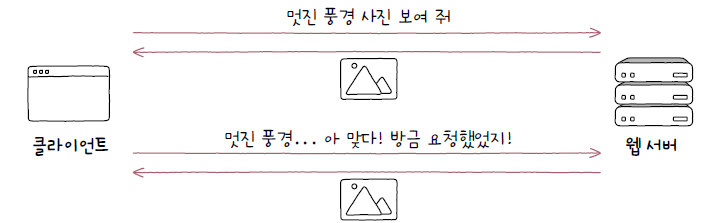 멋진 풍경 사진 보여 줘
클라이언트
멋진 풍경... 아 맞다! 방금 요청했었지!
웹 서버